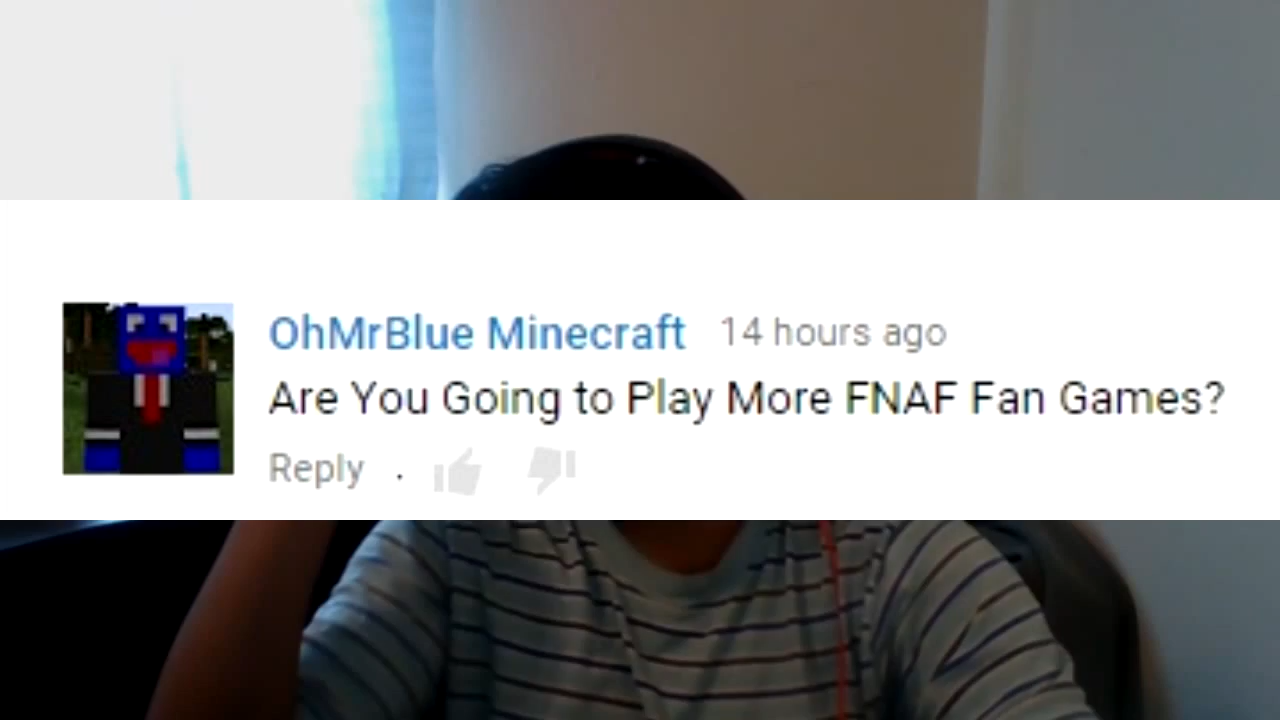 OhMrBlue Minecraft 14 hours ago
Are You Going to Play More FNAF Fan Games?
Reply .